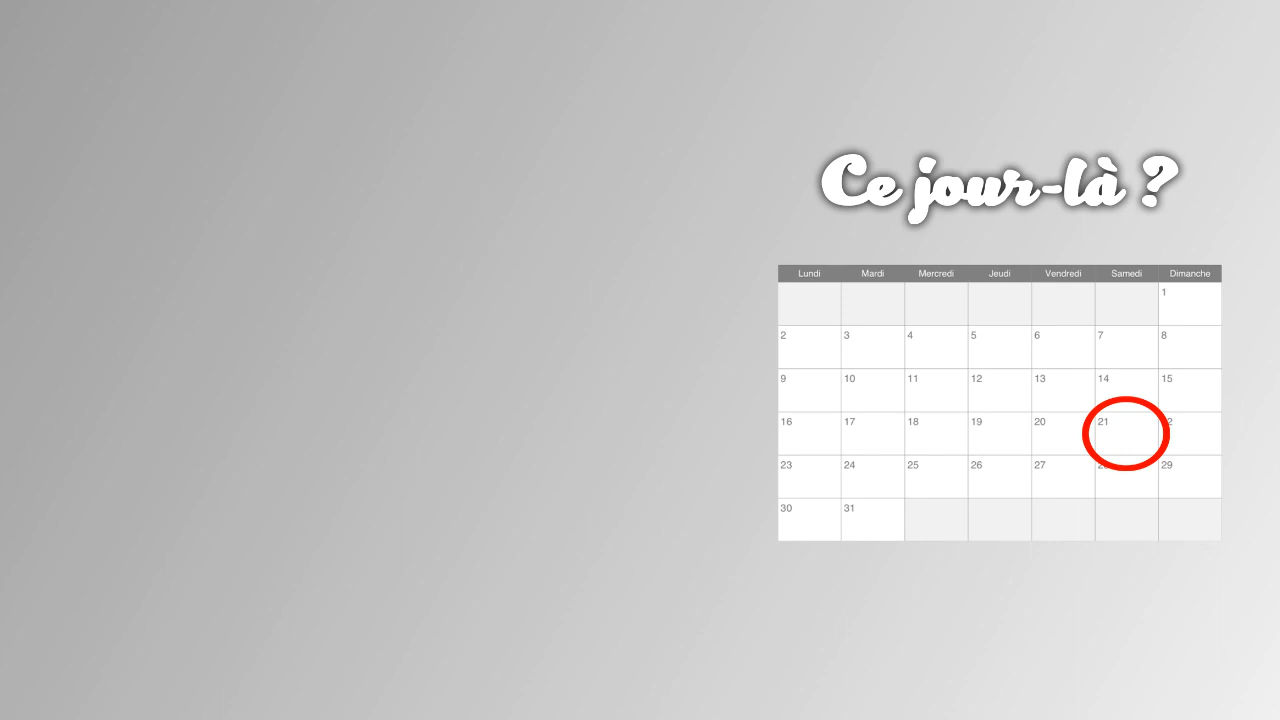 Ce jour-là ?
Lundi Mardi Mercredi Jeudi Vendredi Samedi Dimanche
1
2 3 4 5 6 7 8
9 10 11 12 13 14 15
16 17 18 19 20 21
23 24 25 26 27 29
30 31